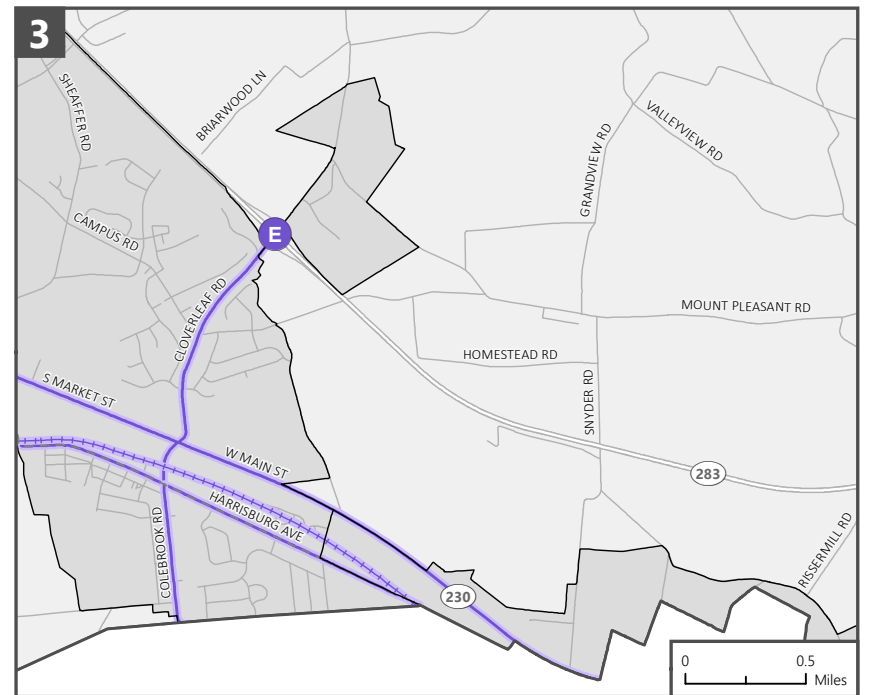 3
SHEAFFER RD
BRIARWOOD LN
GRANDVIEW RD
VALLEYVIEW RD
CAMPUS RD
E
CLOVERLEAF RD
MOUNT PLEASANT RD
HOMESTEAD RD
S MARKET ST
SNYDER RD
W MAIN ST
283
HARRISBURG AVE
COLEBROOK RD
RISSERMILL RD
230
0 0.5
Miles